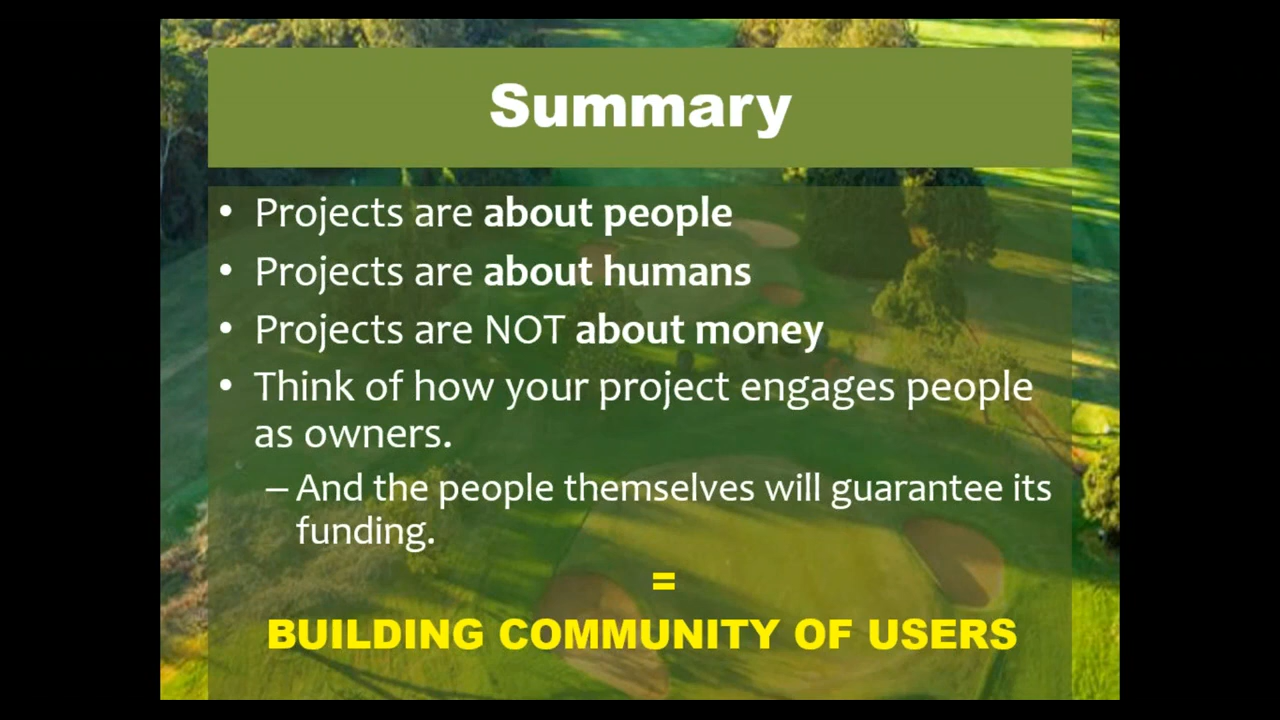 Summary
• Projects are about people
• Projects are about humans
• Projects are NOT about money
• Think of how your project engages people
as owners.
– And the people themselves will guarantee its
funding.
=
BUILDING COMMUNITY OF USERS